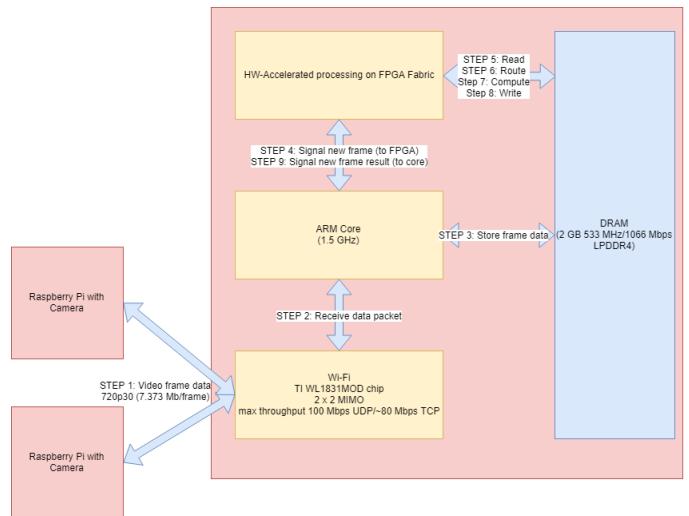 HW-Accelerated processing on FPGA Fabric
STEP 5: Read
STEP 6: Route
Step 7: Compute
Step 8: Write
STEP 4: Signal new frame (to FPGA)
STEP 9: Signal new frame result (to core)
ARM Core
(1.5 GHz)
STEP 3: Store frame data
DRAM
(2 GB 533 MHz/1066 Mbps
LPDDR4)
STEP 2: Receive data packet
Raspberry Pi with
Camera
STEP 1: Video frame data
720p30 (7.373 Mb/frame)
Wi-Fi
TI WL1831MOD chip
2 x 2 MIMO
max throughput 100 Mbps UDP/~80 Mbps TCP
Raspberry Pi with
Camera